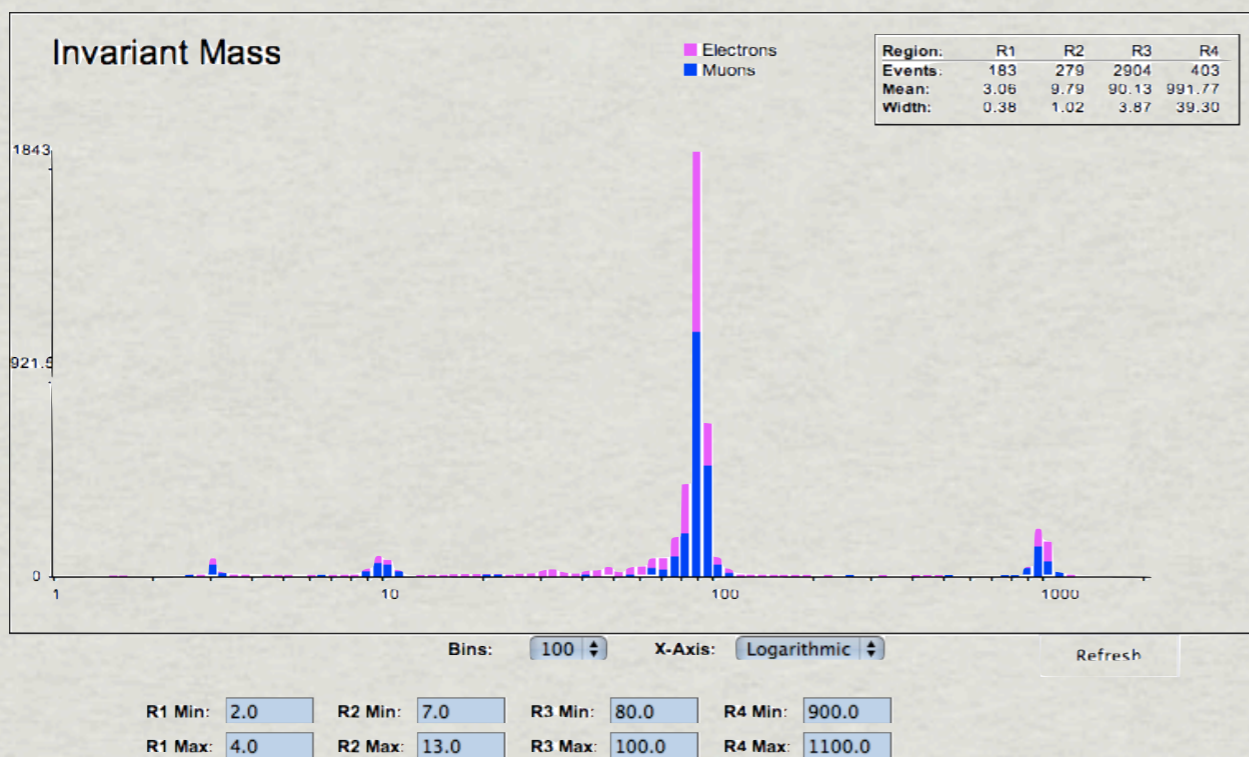 Invariant Mass
Electrons
Muons
Region: R1 R2 R3 R4
Events: 183 279 2904 403
Mean: 3.06 9.79 90.13 991.77
Width: 0.38 1.02 3.87 39.30
1843
921.5
0
1 10 100 1000
Bins: 100 X-Axis: Logarithmic Refresh
R1 Min: 2.0 R2 Min: 7.0 R3 Min: 80.0 R4 Min: 900.0
R1 Max: 4.0 R2 Max: 13.0 R3 Max: 100.0 R4 Max: 1100.0